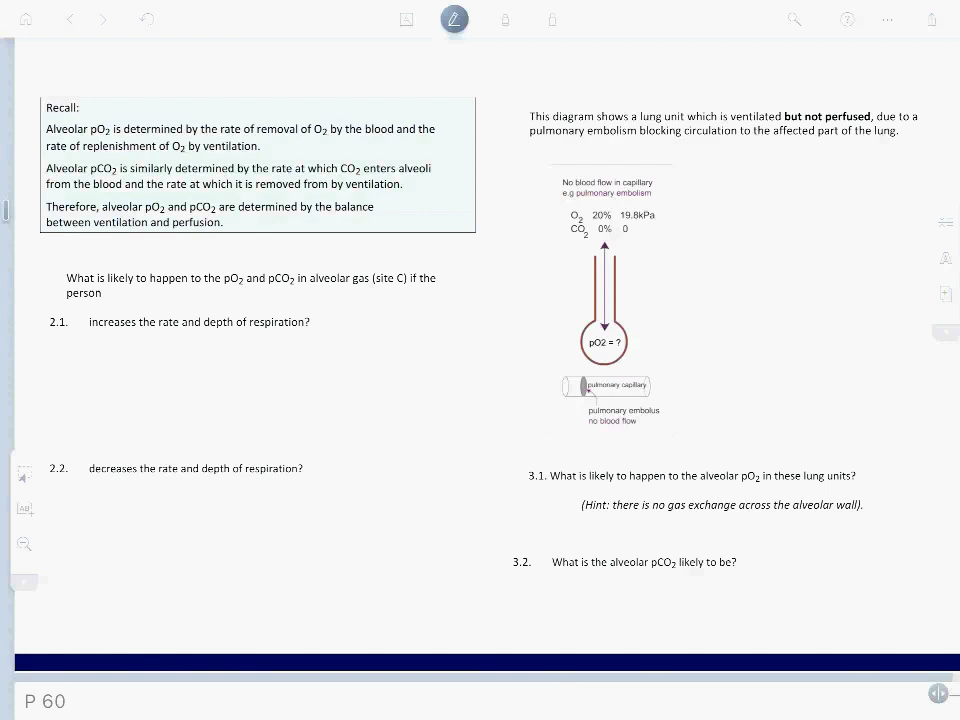 Recall:
Alveolar pO2 is determined by the rate of removal of O2 by the blood and the
rate of replenishment of O2 by ventilation.
Alveolar pCO2 is similarly determined by the rate at which CO2 enters alveoli
from the blood and the rate at which it is removed from by ventilation.
Therefore, alveolar pO2 and pCO2 are determined by the balance
between ventilation and perfusion.
What is likely to happen to the pO2 and pCO2 in alveolar gas (site C) if the
person
2.1. increases the rate and depth of respiration?
2.2. decreases the rate and depth of respiration?
This diagram shows a lung unit which is ventilated but not perfused, due to a
pulmonary embolism blocking circulation to the affected part of the lung.
No blood flow in capillary
e.g pulmonary embolism
O2 20% 19.8kPa
CO2 0% 0
pO2 = ?
pulmonary capillary
pulmonary embolus
no blood flow
3.1. What is likely to happen to the alveolar pO2 in these lung units?
(Hint: there is no gas exchange across the alveolar wall).
3.2. What is the alveolar pCO2 likely to be?
A
AB
P 60